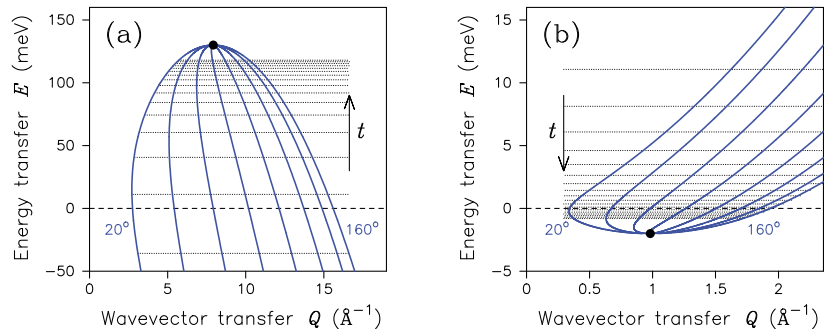 (a)
Energy transfer E (meV)
100
50
0
−50
t
20°
160°
0
5
10
15
Wavevector transfer Q (Å⁻¹)
(b)
Energy transfer E (meV)
15
10
5
0
−5
t
20°
160°
0
0.5
1
1.5
2
Wavevector transfer Q (Å⁻¹)